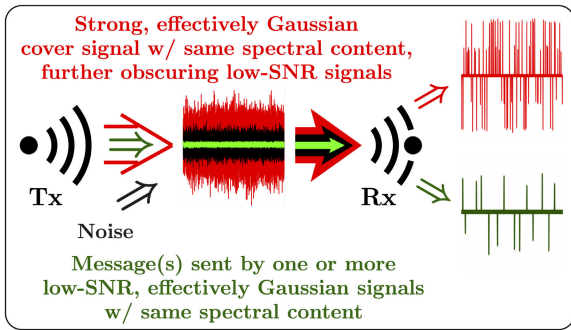 Strong, effectively Gaussian
cover signal w/ same spectral content,
further obscuring low-SNR signals
Tx
Rx
Noise
Message(s) sent by one or more
low-SNR, effectively Gaussian signals
w/ same spectral content